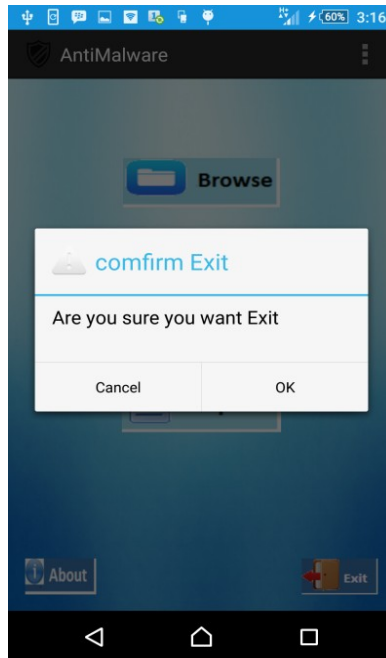 60% 3:16
AntiMalware
Browse
comfirm Exit
Are you sure you want Exit
Cancel OK
About Exit